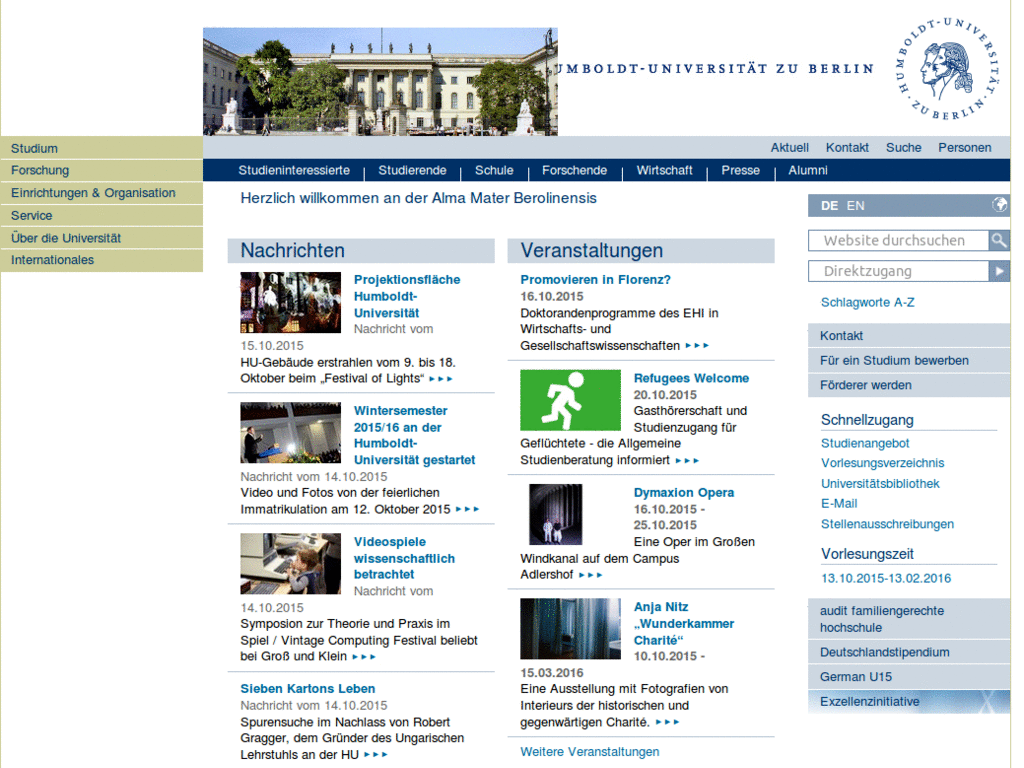 UMBOLDT-UNIVERSITÄT ZU BERLIN
HUMBOLDT-UNIVERSITÄT · ZU BERLIN ·
Aktuell Kontakt Suche Personen
Studieninteressierte Studierende Schule Forschende Wirtschaft Presse Alumni
Studium
Forschung
Einrichtungen & Organisation
Service
Über die Universität
Internationales
Herzlich willkommen an der Alma Mater Berolinensis
Nachrichten
Projektionsfläche
Humboldt-
Universität
Nachricht vom
15.10.2015
HU-Gebäude erstrahlen vom 9. bis 18.
Oktober beim „Festival of Lights“
Wintersemester
2015/16 an der
Humboldt-
Universität gestartet
Nachricht vom 14.10.2015
Video und Fotos von der feierlichen
Immatrikulation am 12. Oktober 2015
Videospiele
wissenschaftlich
betrachtet
Nachricht vom
14.10.2015
Symposion zur Theorie und Praxis im
Spiel / Vintage Computing Festival beliebt
bei Groß und Klein
Sieben Kartons Leben
Nachricht vom 14.10.2015
Spurensuche im Nachlass von Robert
Gragger, dem Gründer des Ungarischen
Lehrstuhls an der HU
Veranstaltungen
Promovieren in Florenz?
16.10.2015
Doktorandenprogramme des EHI in
Wirtschafts- und
Gesellschaftswissenschaften
Refugees Welcome
20.10.2015
Gasthörerschaft und
Studienzugang für
Geflüchtete - die Allgemeine
Studienberatung informiert
Dymaxion Opera
16.10.2015 -
25.10.2015
Eine Oper im Großen
Windkanal auf dem Campus
Adlershof
Anja Nitz
„Wunderkammer
Charité“
10.10.2015 -
15.03.2016
Eine Ausstellung mit Fotografien von
Interieurs der historischen und
gegenwärtigen Charité.
Weitere Veranstaltungen
DE EN
Website durchsuchen
Direktzugang
Schlagworte A-Z
Kontakt
Für ein Studium bewerben
Förderer werden
Schnellzugang
Studienangebot
Vorlesungsverzeichnis
Universitätsbibliothek
E-Mail
Stellenausschreibungen
Vorlesungszeit
13.10.2015-13.02.2016
audit familiengerechte
hochschule
Deutschlandstipendium
German U15
Exzellenzinitiative